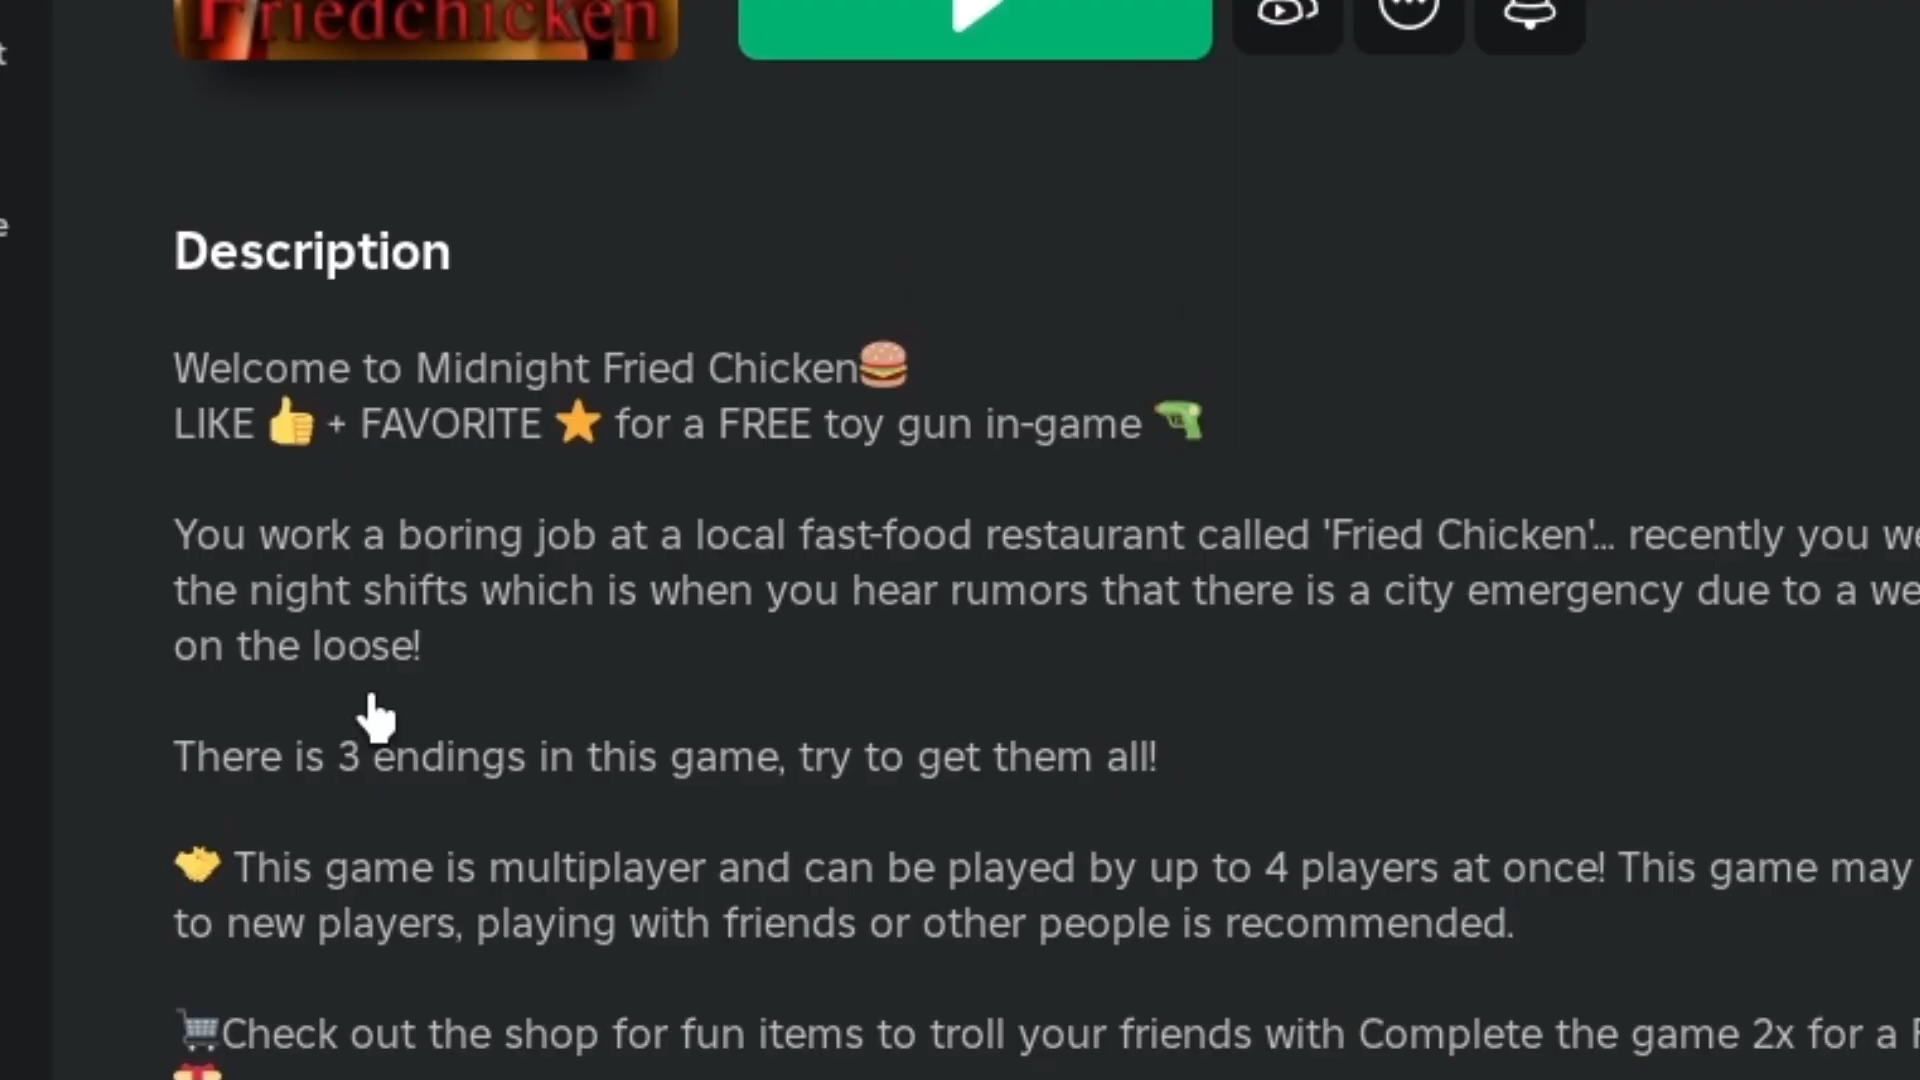 Friedchicken
Description
Welcome to Midnight Fried Chicken🍔
LIKE 👍 + FAVORITE ⭐ for a FREE toy gun in-game 🔫
You work a boring job at a local fast-food restaurant called 'Fried Chicken'... recently you
the night shifts which is when you hear rumors that there is a city emergency due to a
on the loose!
There is 3 endings in this game, try to get them all!
🤝 This game is multiplayer and can be played by up to 4 players at once! This game may
to new players, playing with friends or other people is recommended.
🛒Check out the shop for fun items to troll your friends with Complete the game 2x for a
🎁